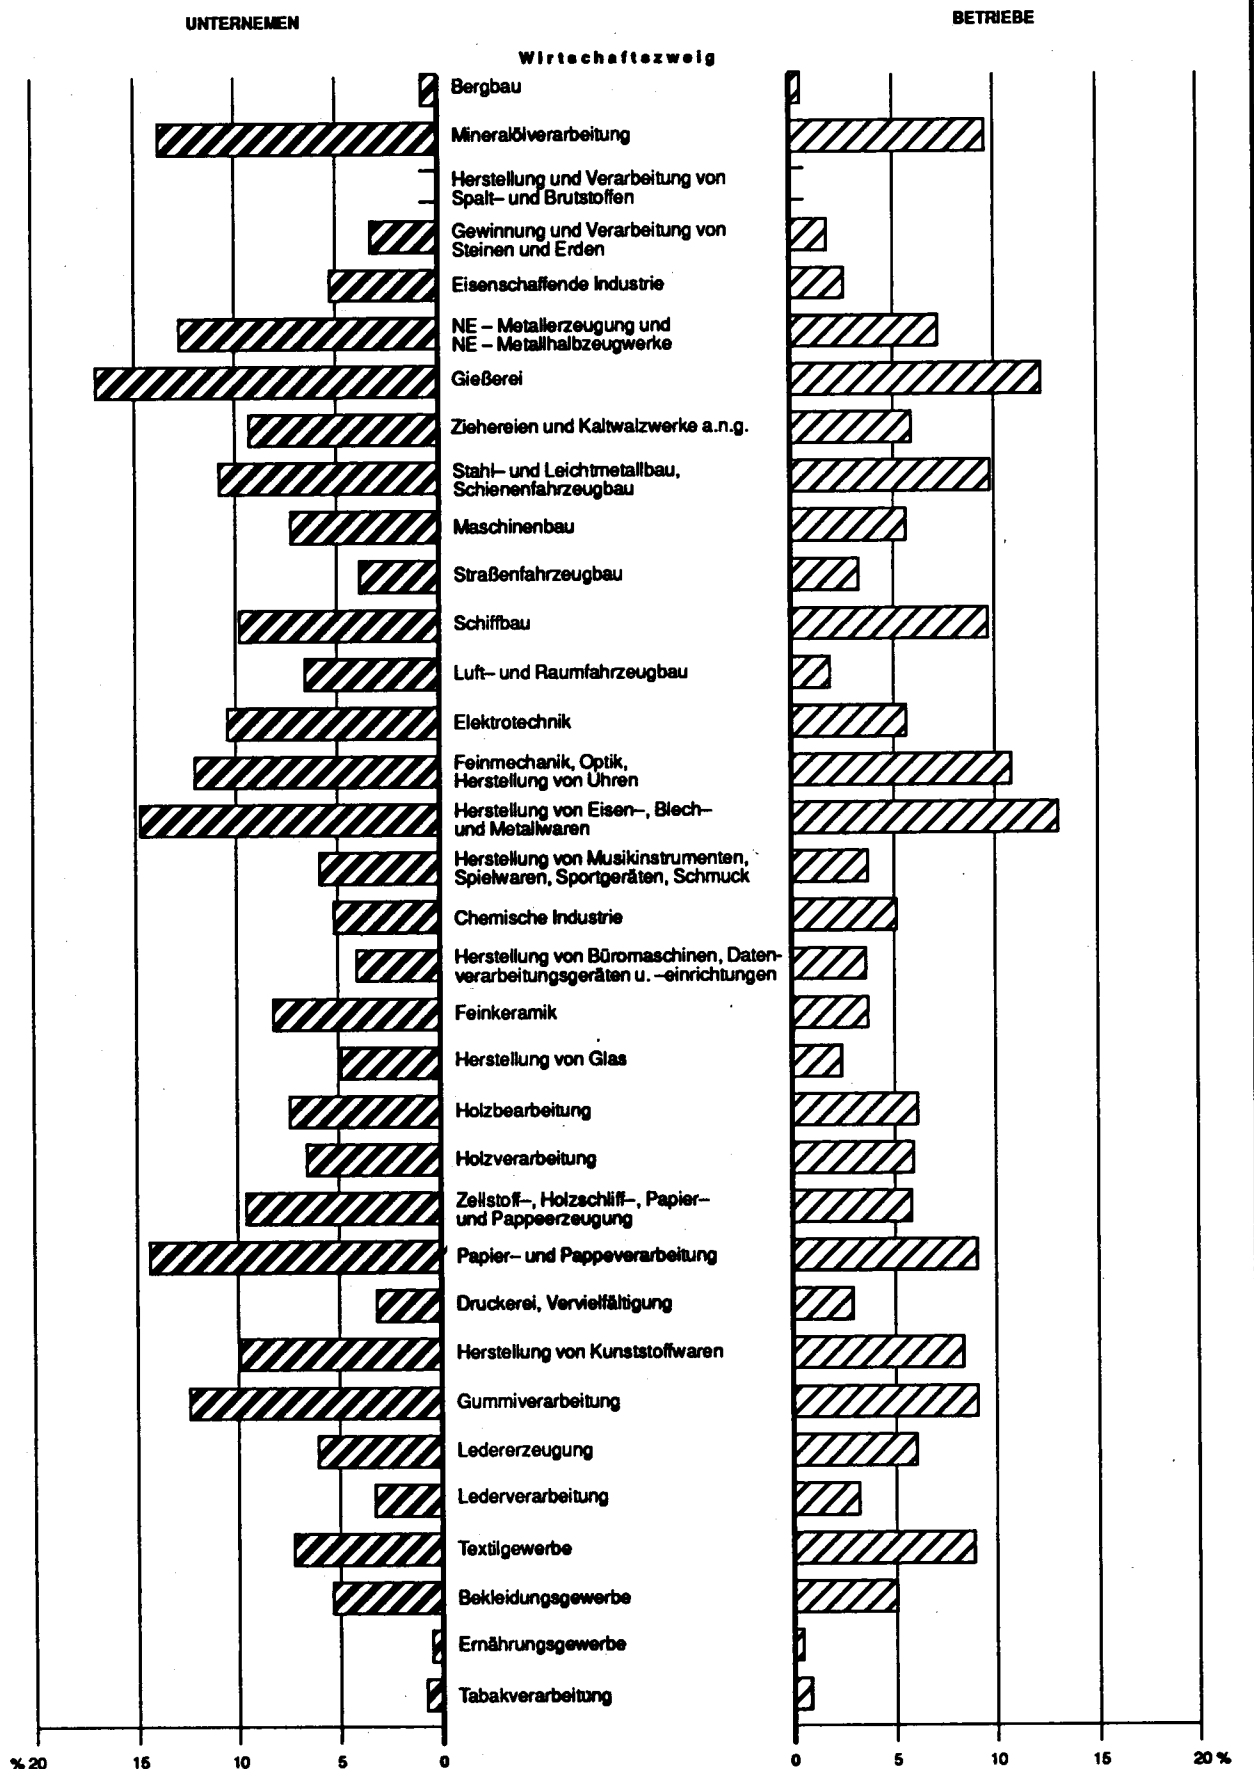 UNTERNEMEN
BETRIEBE
Wirtschaftszweig
Bergbau
Mineralölverarbeitung
Herstellung und Verarbeitung von
Spalt- und Brutstoffen
Gewinnung und Verarbeitung von
Steinen und Erden
Eisenschaffende Industrie
NE - Metallerzeugung und
NE - Metallhalbzeugwerke
Gießerei
Ziehereien und Kaltwalzwerke a.n.g.
Stahl- und Leichtmetallbau,
Schienenfahrzeugbau
Maschinenbau
Straßenfahrzeugbau
Schiffbau
Luft- und Raumfahrzeugbau
Elektrotechnik
Feinmechanik, Optik,
Herstellung von Uhren
Herstellung von Eisen-, Blech-
und Metallwaren
Herstellung von Musikinstrumenten,
Spielwaren, Sportgeräten, Schmuck
Chemische Industrie
Herstellung von Büromaschinen, Daten-
verarbeitungsgeräten u. -einrichtungen
Feinkeramik
Herstellung von Glas
Holzbearbeitung
Holzverarbeitung
Zellstoff-, Holzschliff-, Papier-
und Pappeerzeugung
Papier- und Pappeverarbeitung
Druckerei, Vervielfältigung
Herstellung von Kunststoffwaren
Gummiverarbeitung
Ledererzeugung
Lederverarbeitung
Textilgewerbe
Bekleidungsgewerbe
Ernährungsgewerbe
Tabakverarbeitung
% 20 15 10 5 0
0 5 10 15 20 %